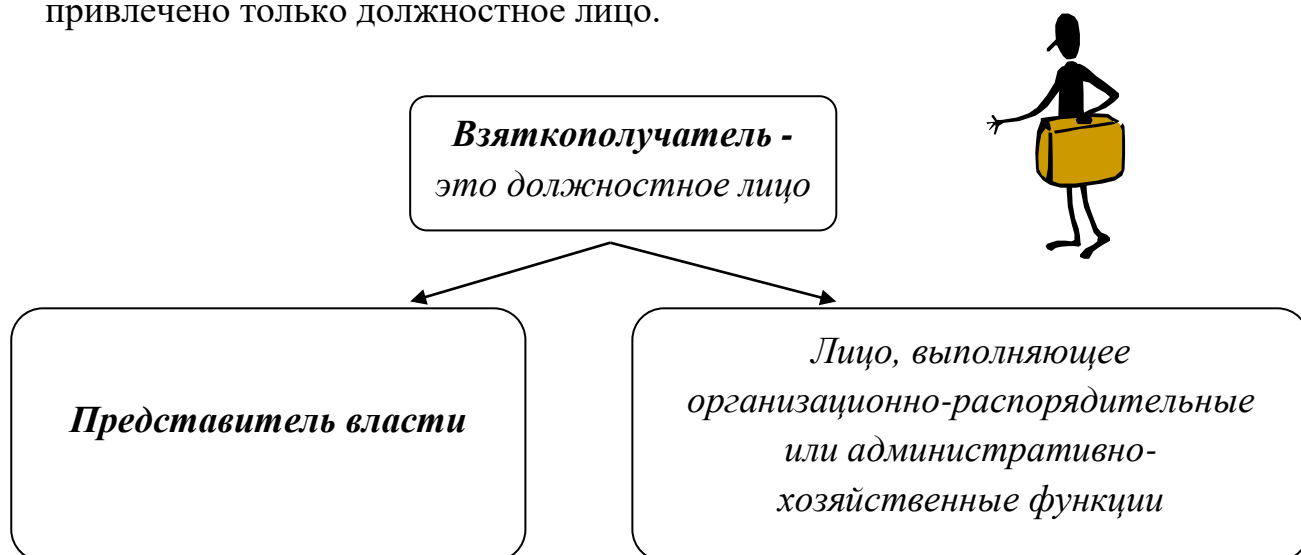 привлечено только должностное лицо.
Взяткополучатель -
это должностное лицо
Представитель власти
Лицо, выполняющее
организационно-распорядительные
или административно-
хозяйственные функции